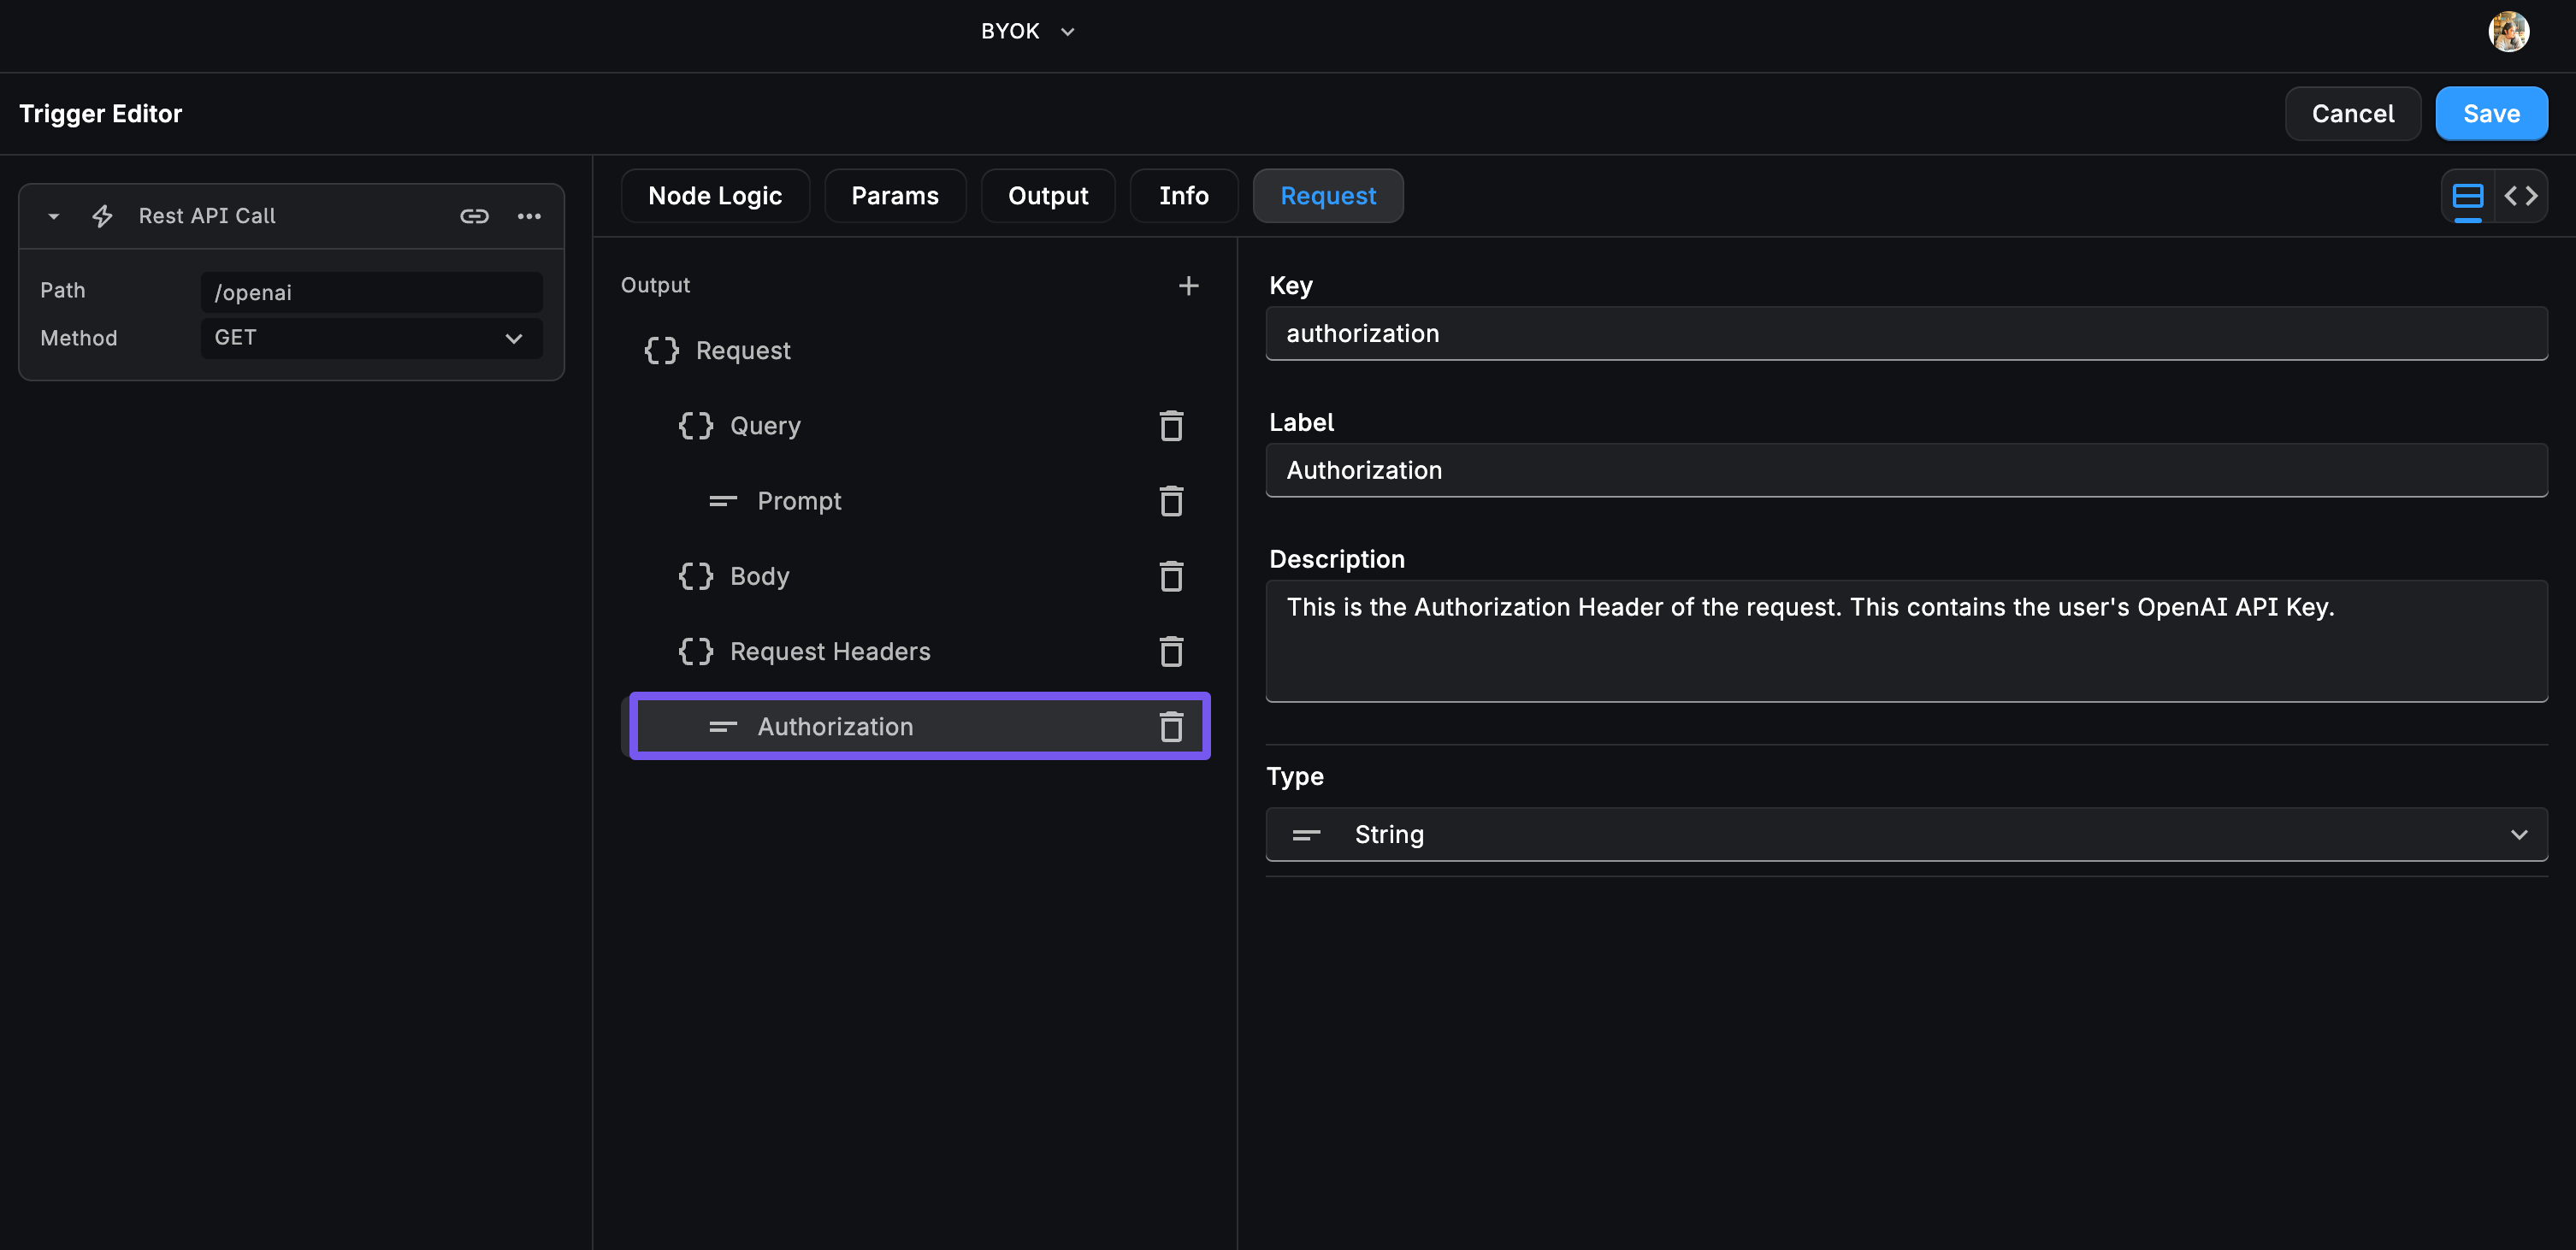 BYOK
Trigger Editor
Cancel
Save
Rest API Call
Path
/openai
Method
GET
Node Logic
Params
Output
Info
Request
Output
Request
Query
Prompt
Body
Request Headers
Authorization
Key
authorization
Label
Authorization
Description
This is the Authorization Header of the request. This contains the user's OpenAI API Key.
Type
String